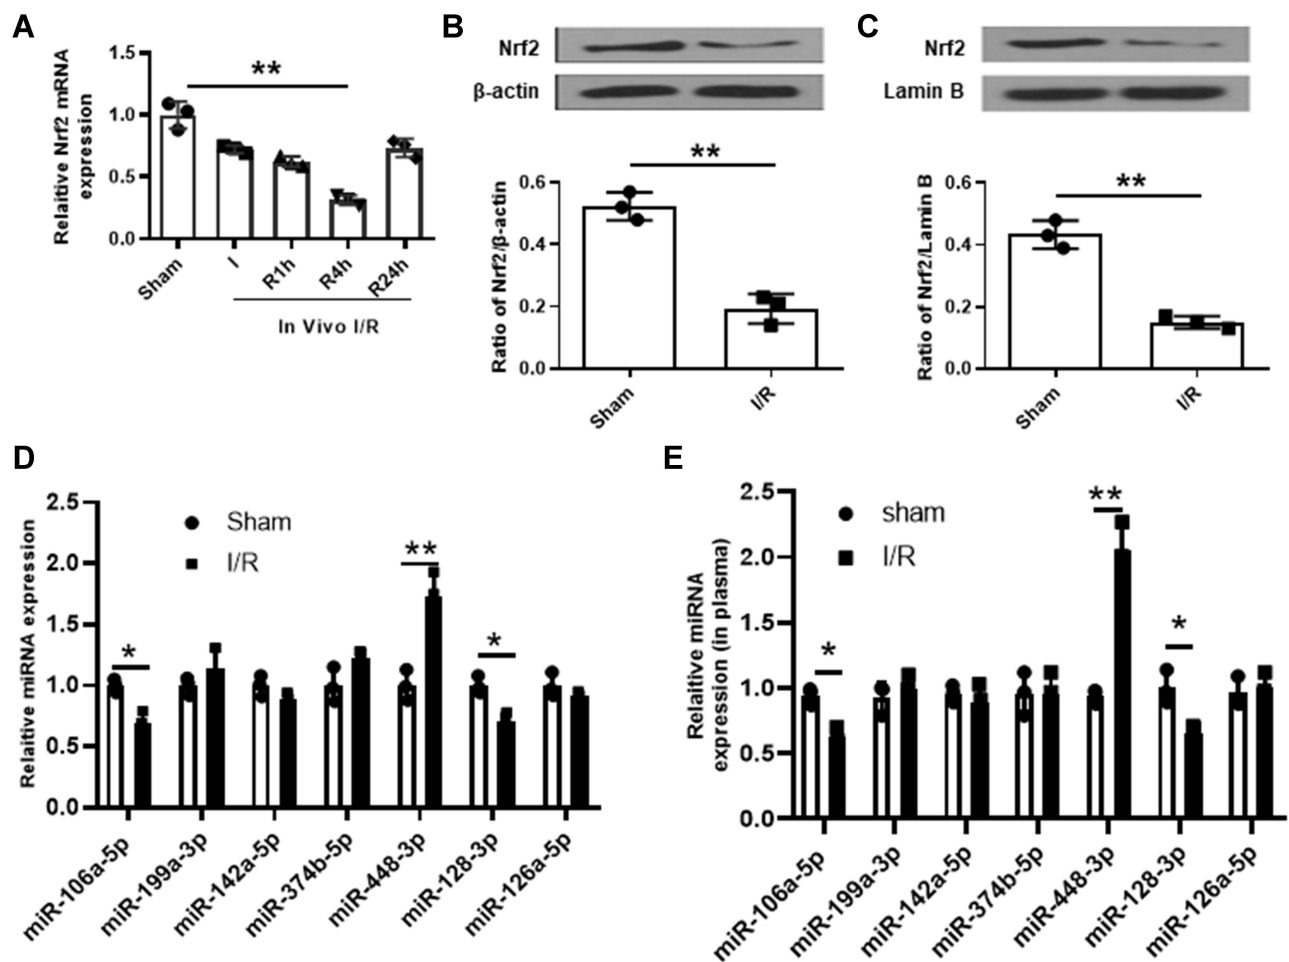 A
Relaitive Nrf2 mRNA
expression
1.5
1.0
0.5
0.0
**
Sham
I
R1h
R4h
R24h
In Vivo I/R
B
Nrf2
β-actin
**
Ratio of Nrf2/β-actin
0.6
0.4
0.2
0.0
Sham
I/R
C
Nrf2
Lamin B
**
Ratio of Nrf2/Lamin B
0.6
0.4
0.2
0.0
Sham
I/R
D
Relaitive miRNA expression
2.5
2.0
1.5
1.0
0.5
0.0
Sham
I/R
*
**
*
miR-106a-5p
miR-199a-3p
miR-142a-5p
miR-374b-5p
miR-448-3p
miR-128-3p
miR-126a-5p
E
Relaitive miRNA
expression (in plasma)
2.5
2.0
1.5
1.0
0.5
0.0
sham
I/R
*
**
*
miR-106a-5p
miR-199a-3p
miR-142a-5p
miR-374b-5p
miR-448-3p
miR-128-3p
miR-126a-5p